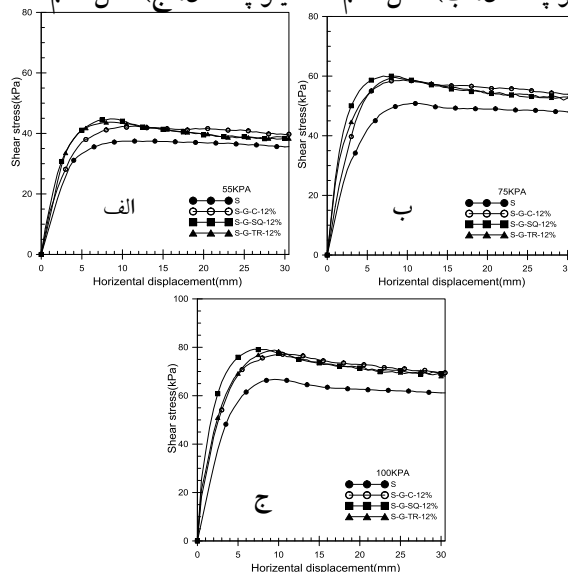 80
60
40
20
0
Shear stress(kPa)
55KPA
S
S-G-C-12%
S-G-SQ-12%
S-G-TR-12%
الف
0 5 10 15 20 25 30
Horizental displacement(mm)
80
60
40
20
0
Shear stress(kPa)
75KPA
S
S-G-C-12%
S-G-SQ-12%
S-G-TR-12%
ب
0 5 10 15 20 25 30
Horizental displacement(mm)
100
80
60
40
20
0
Shear stress(kPa)
100KPA
S
S-G-C-12%
S-G-SQ-12%
S-G-TR-12%
ج
0 5 10 15 20 25 30
Horizental displacement(mm)